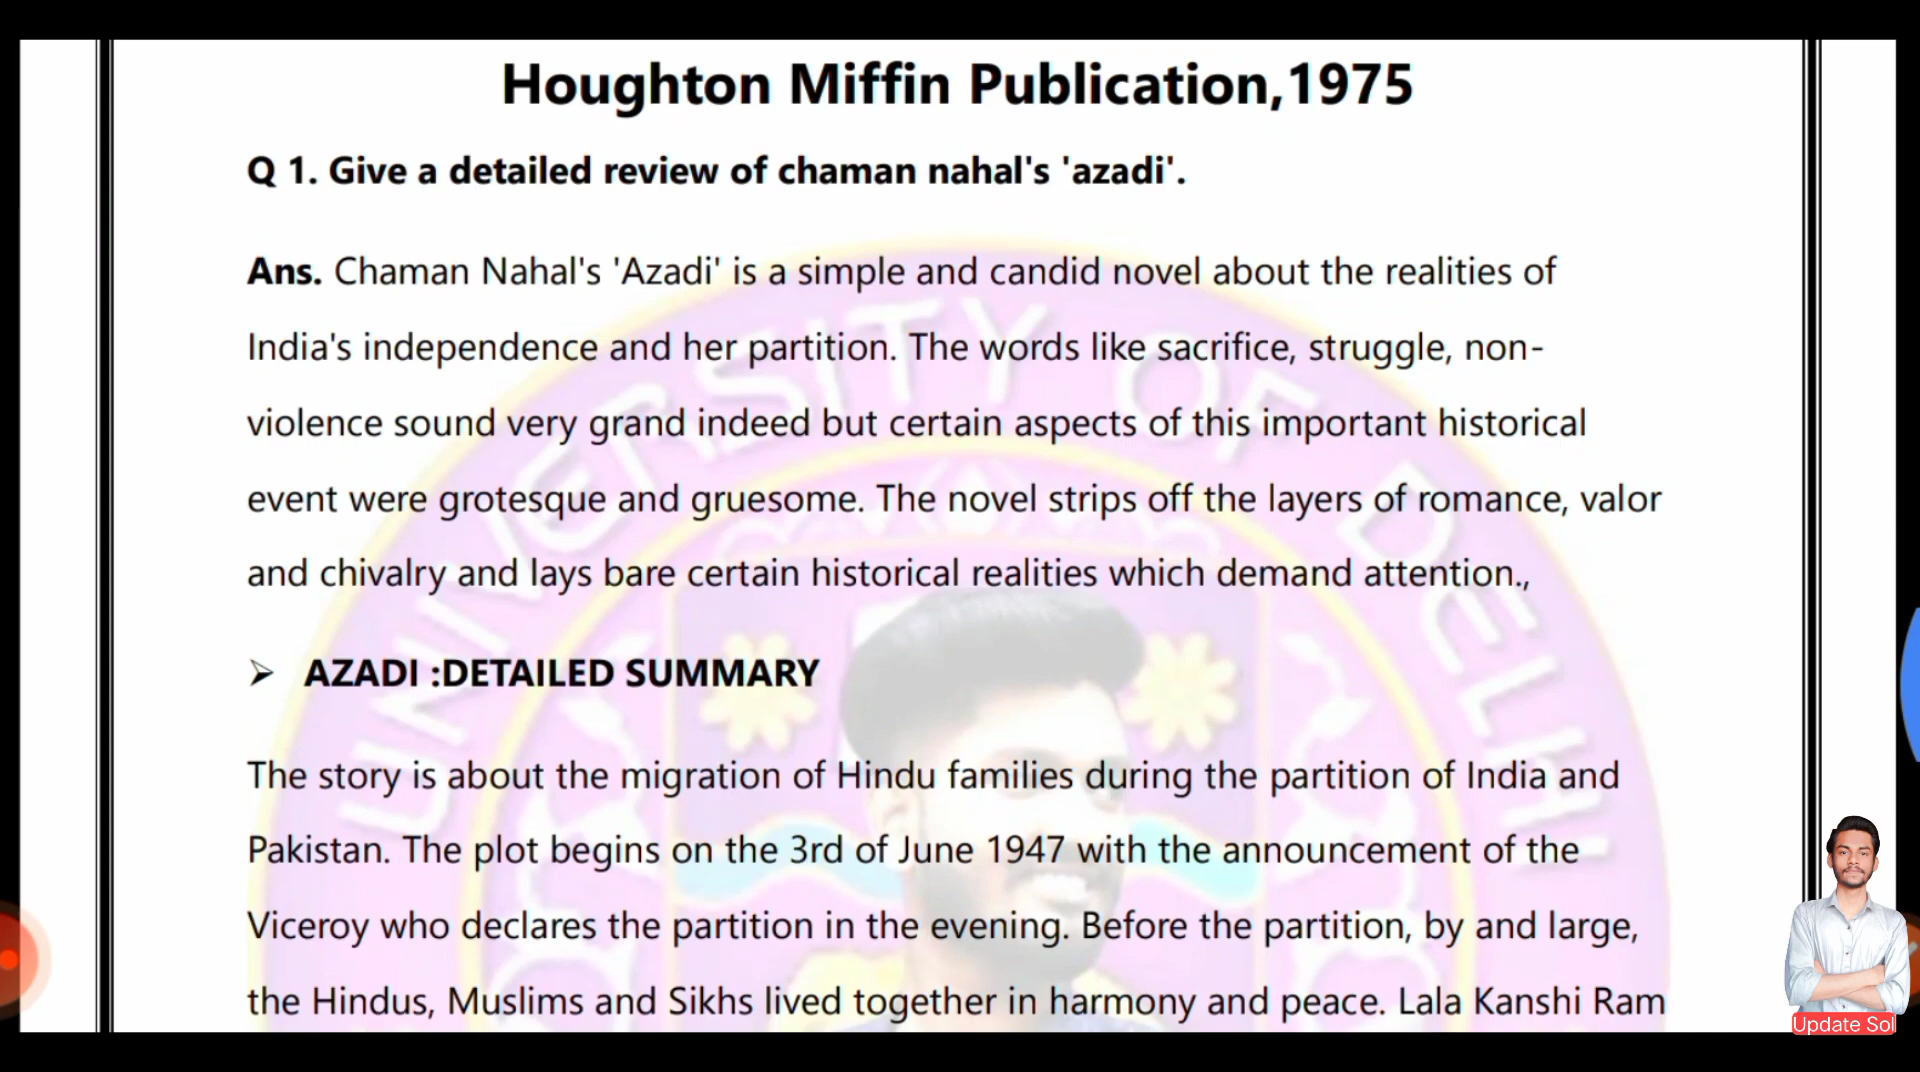 Houghton Miffin Publication,1975
Q 1. Give a detailed review of chaman nahal's 'azadi'.
Ans. Chaman Nahal's 'Azadi' is a simple and candid novel about the realities of
India's independence and her partition. The words like sacrifice, struggle, non-
violence sound very grand indeed but certain aspects of this important historical
event were grotesque and gruesome. The novel strips off the layers of romance, valor
and chivalry and lays bare certain historical realities which demand attention.,
➢ AZADI :DETAILED SUMMARY
The story is about the migration of Hindu families during the partition of India and
Pakistan. The plot begins on the 3rd of June 1947 with the announcement of the
Viceroy who declares the partition in the evening. Before the partition, by and large,
the Hindus, Muslims and Sikhs lived together in harmony and peace. Lala Kanshi Ram
UNIVERSITY OF DELHI
Update Sol